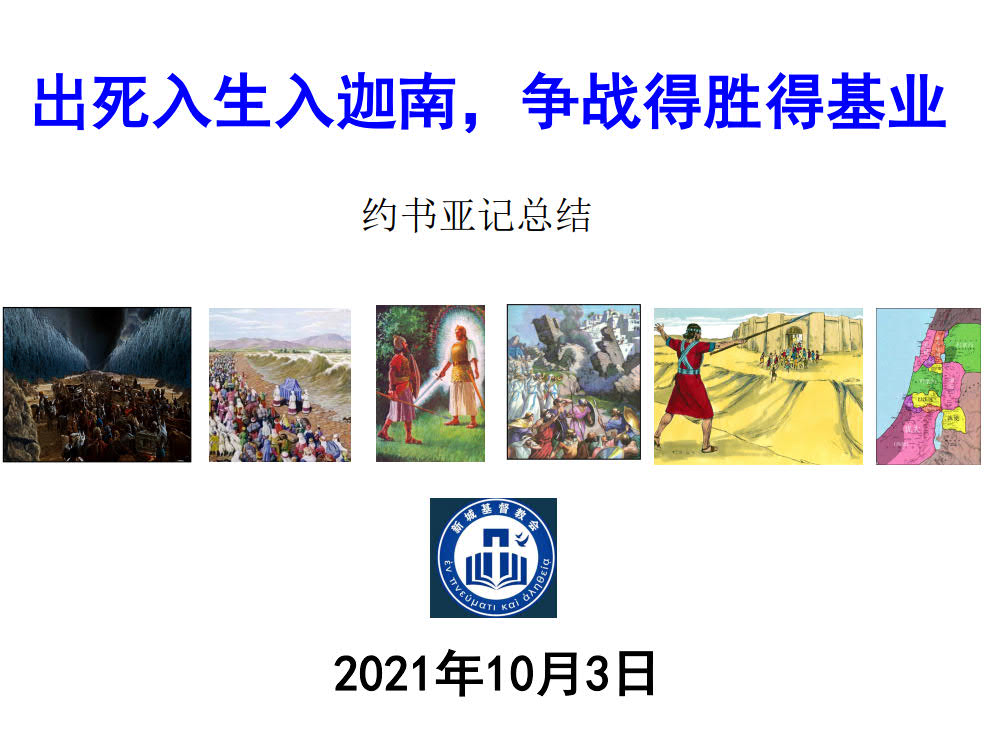 出死入生入迦南，争战得胜得基业
约书亚记总结
新城基督教会
ἐν πνεύματι καὶ ἀληθείᾳ
2021年10月3日